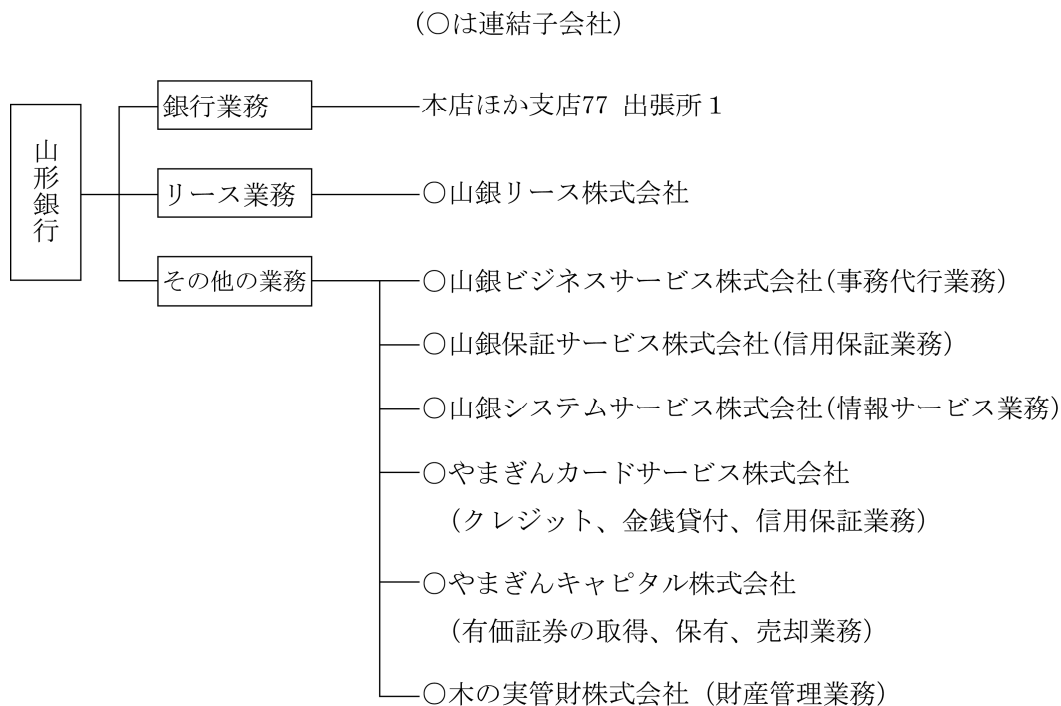 (○は連結子会社)
山形銀行
銀行業務
本店ほか支店77 出張所1
リース業務
○山銀リース株式会社
その他の業務
○山銀ビジネスサービス株式会社(事務代行業務)
○山銀保証サービス株式会社(信用保証業務)
○山銀システムサービス株式会社(情報サービス業務)
○やまぎんカードサービス株式会社
(クレジット、金銭貸付、信用保証業務)
○やまぎんキャピタル株式会社
(有価証券の取得、保有、売却業務)
○木の実管財株式会社 (財産管理業務)